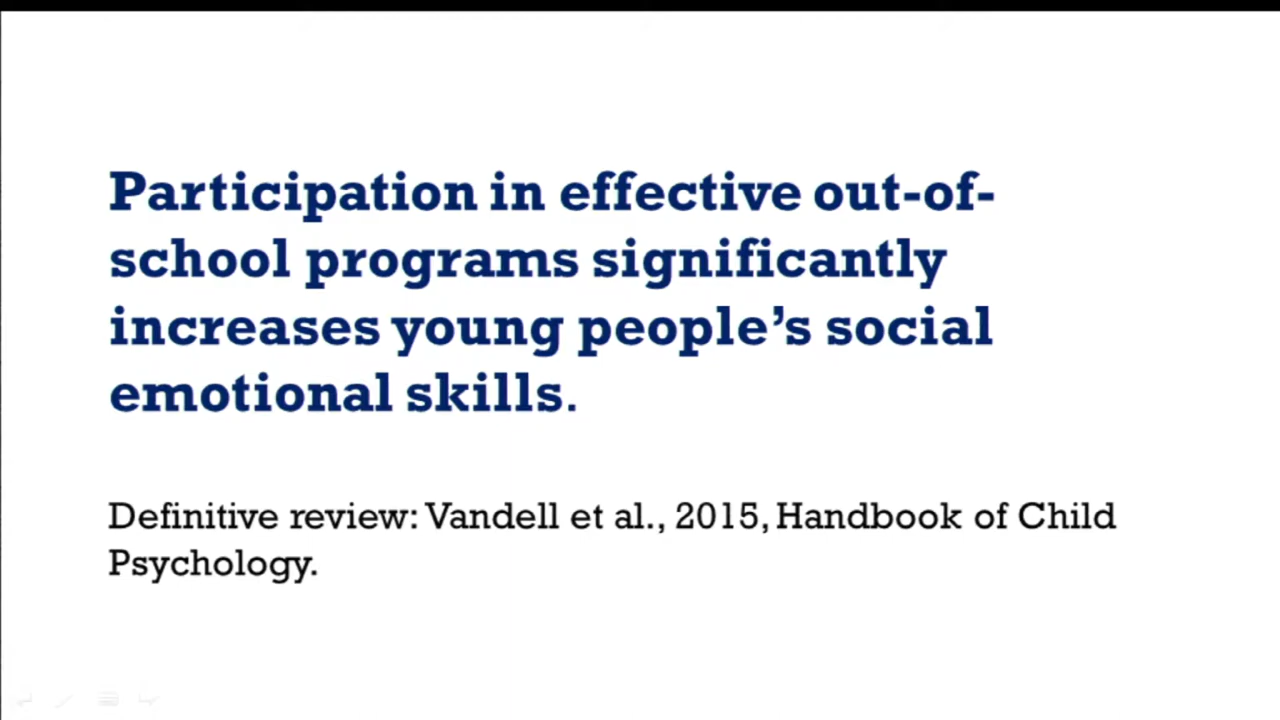 Participation in effective out-of-
school programs significantly
increases young people’s social
emotional skills.
Definitive review: Vandell et al., 2015, Handbook of Child
Psychology.